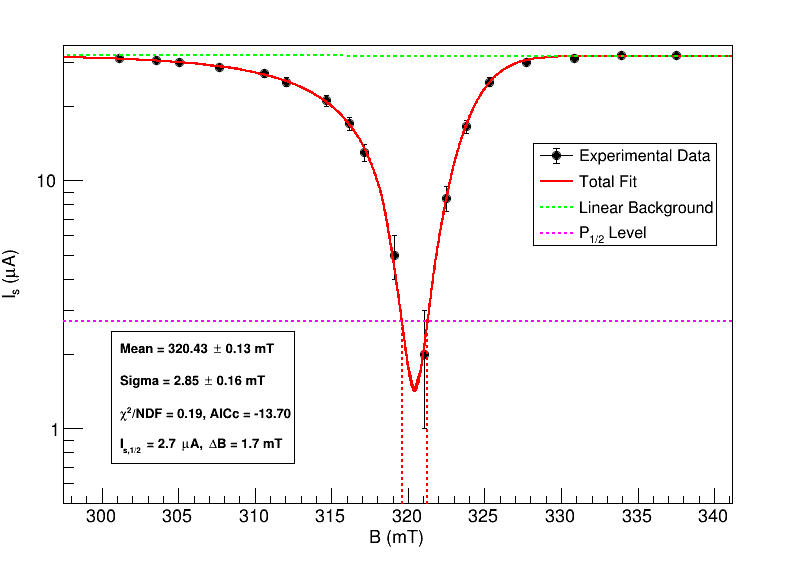 10
1
I_s (μA)
Experimental Data
Total Fit
Linear Background
P_1/2 Level
Mean = 320.43 ± 0.13 mT
Sigma = 2.85 ± 0.16 mT
χ²/NDF = 0.19, AICc = -13.70
I_s,1/2 = 2.7 μA, ΔB = 1.7 mT
300 305 310 315 320 325 330 335 340
B (mT)